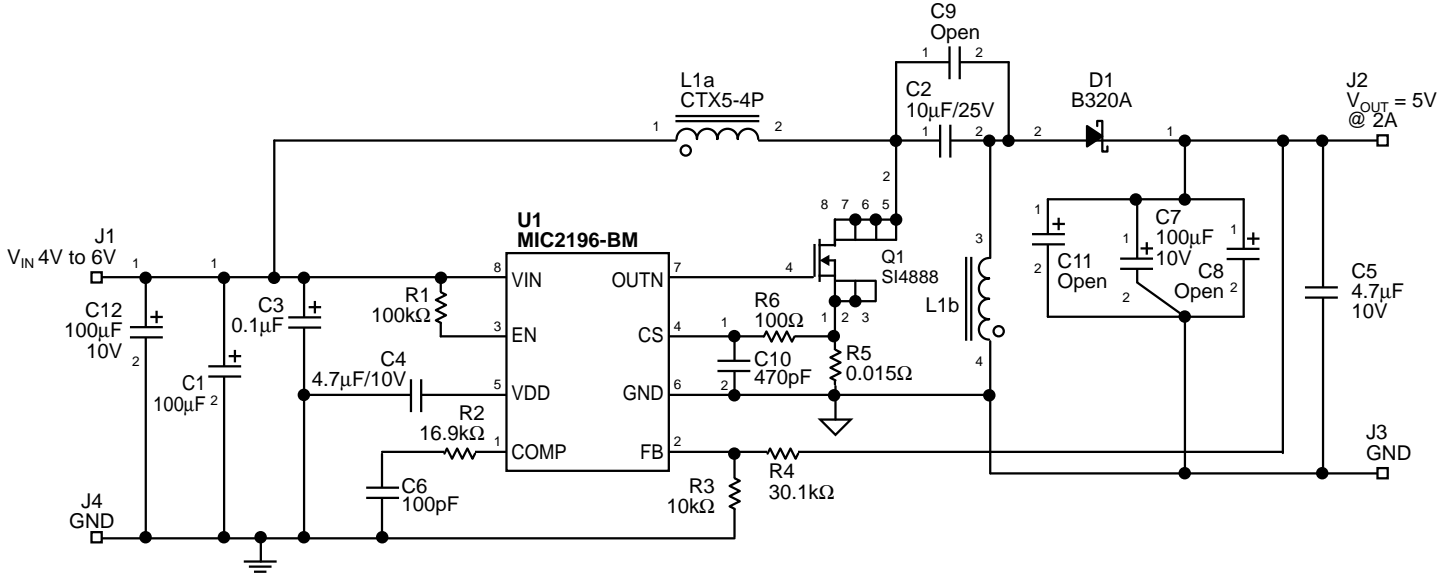 C9
Open
1 2
L1a
CTX5-4P
1 2
C2
10µF/25V
1 2
D1
B320A
2 1
J2
VOUT = 5V
@ 2A
2
8 7 6 5
Q1
SI4888
4
1 2 3
U1
MIC2196-BM
8 VIN
OUTN 7
3 EN
CS 4
5 VDD
GND 6
1 COMP
FB 2
J1
VIN 4V to 6V
1
1
C12
100µF
10V
2
C1
100µF
2
C3
0.1µF
R1
100kΩ
C4
4.7µF/10V
R2
16.9kΩ
C6
100pF
J4
GND
R6
100Ω
1
C10
470pF
2
R5
0.015Ω
R3
10kΩ
R4
30.1kΩ
3
L1b
4
1
C11
Open
2
C7
1
100µF
10V
2
1
C8
Open
2
C5
4.7µF
10V
J3
GND